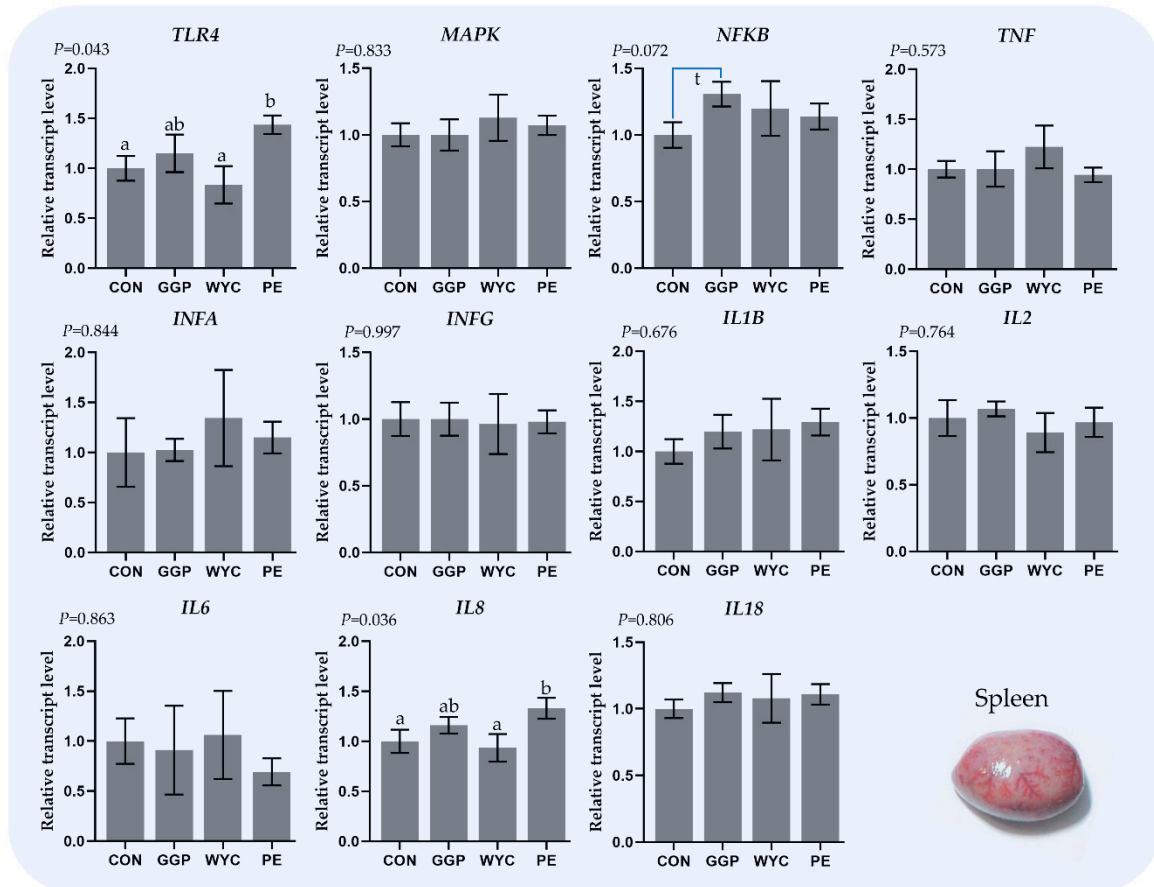 TLR4
P=0.043
Relative transcript level
2.0
1.5
1.0
0.5
0.0
a
ab
a
b
CON GGP WYC PE
MAPK
P=0.833
Relative transcript level
1.5
1.0
0.5
0.0
CON GGP WYC PE
NFKB
P=0.072
Relative transcript level
1.5
1.0
0.5
0.0
t
CON GGP WYC PE
TNF
P=0.573
Relative transcript level
2.0
1.5
1.0
0.5
0.0
CON GGP WYC PE
INFA
P=0.844
Relative transcript level
2.0
1.5
1.0
0.5
0.0
CON GGP WYC PE
INFG
P=0.997
Relative transcript level
1.5
1.0
0.5
0.0
CON GGP WYC PE
IL1B
P=0.676
Relative transcript level
2.0
1.5
1.0
0.5
0.0
CON GGP WYC PE
IL2
P=0.764
Relative transcript level
1.5
1.0
0.5
0.0
CON GGP WYC PE
IL6
P=0.863
Relative transcript level
2.0
1.5
1.0
0.5
0.0
CON GGP WYC PE
IL8
P=0.036
Relative transcript level
2.0
1.5
1.0
0.5
0.0
a
ab
a
b
CON GGP WYC PE
IL18
P=0.806
Relative transcript level
1.5
1.0
0.5
0.0
CON GGP WYC PE
Spleen